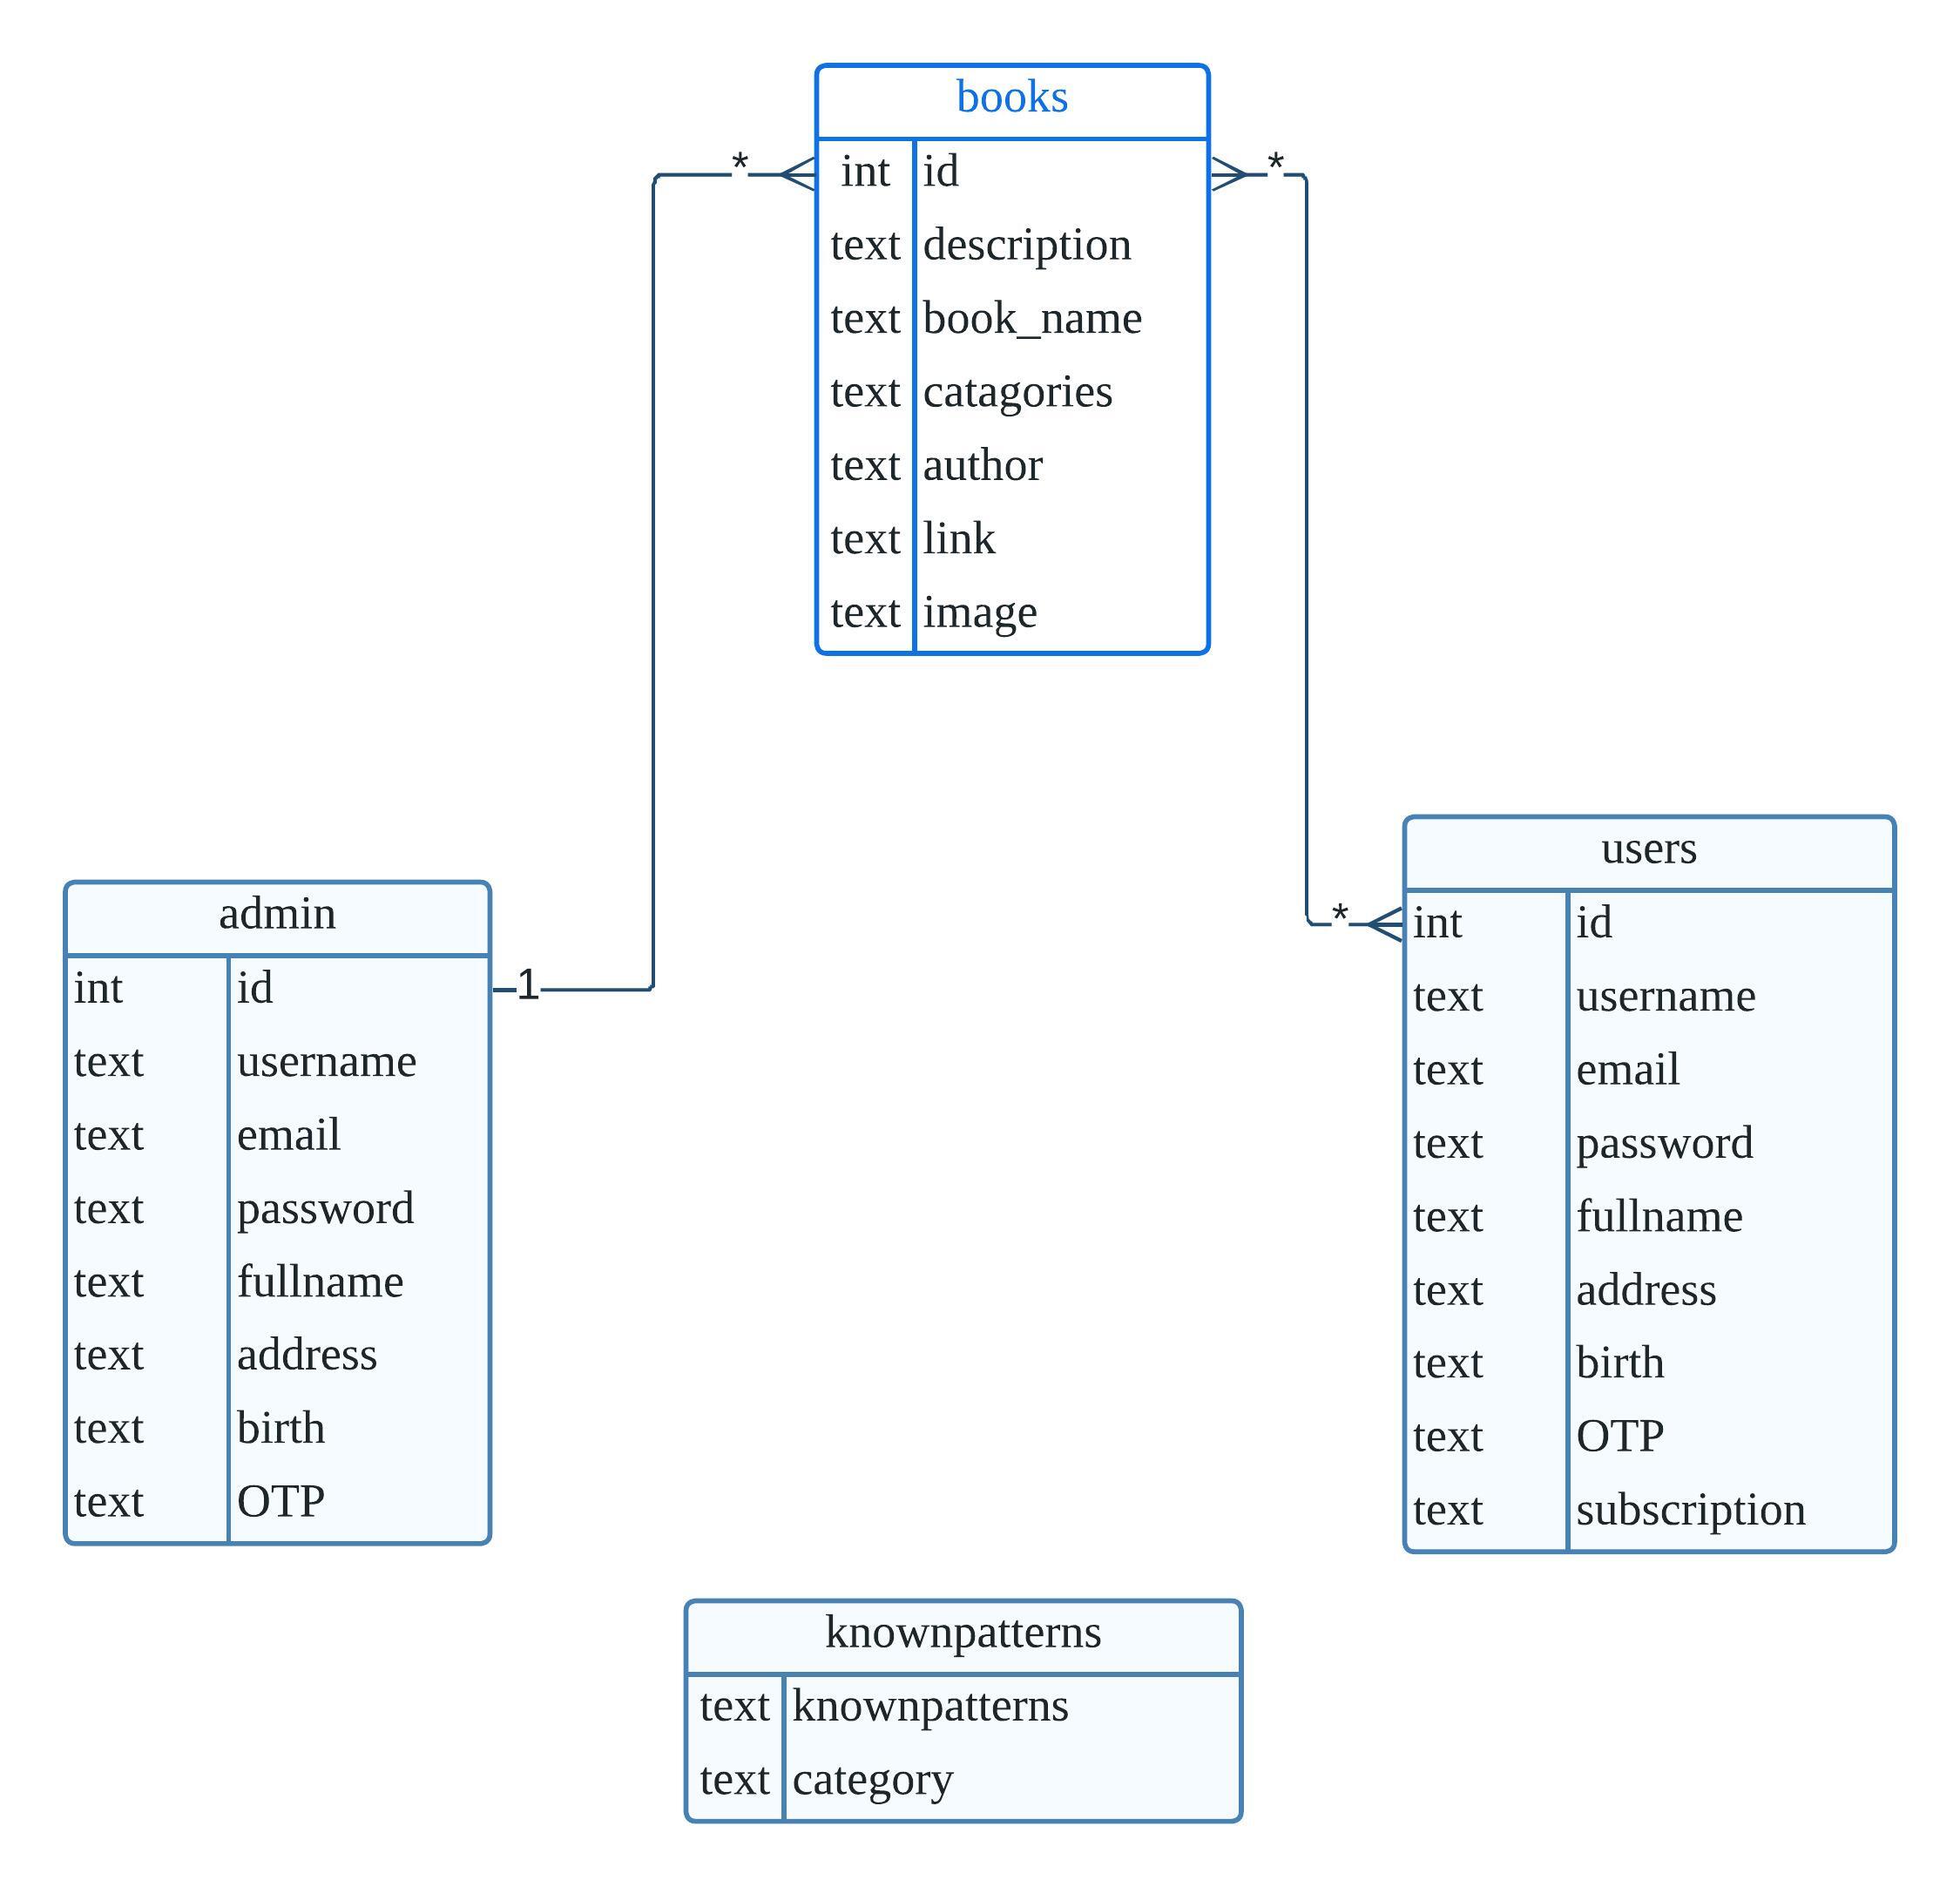 books
int id
text description
text book_name
text catagories
text author
text link
text image
*
*
admin
int id
text username
text email
text password
text fullname
text address
text birth
text OTP
1
users
int id
text username
text email
text password
text fullname
text address
text birth
text OTP
text subscription
*
knownpatterns
text knownpatterns
text category